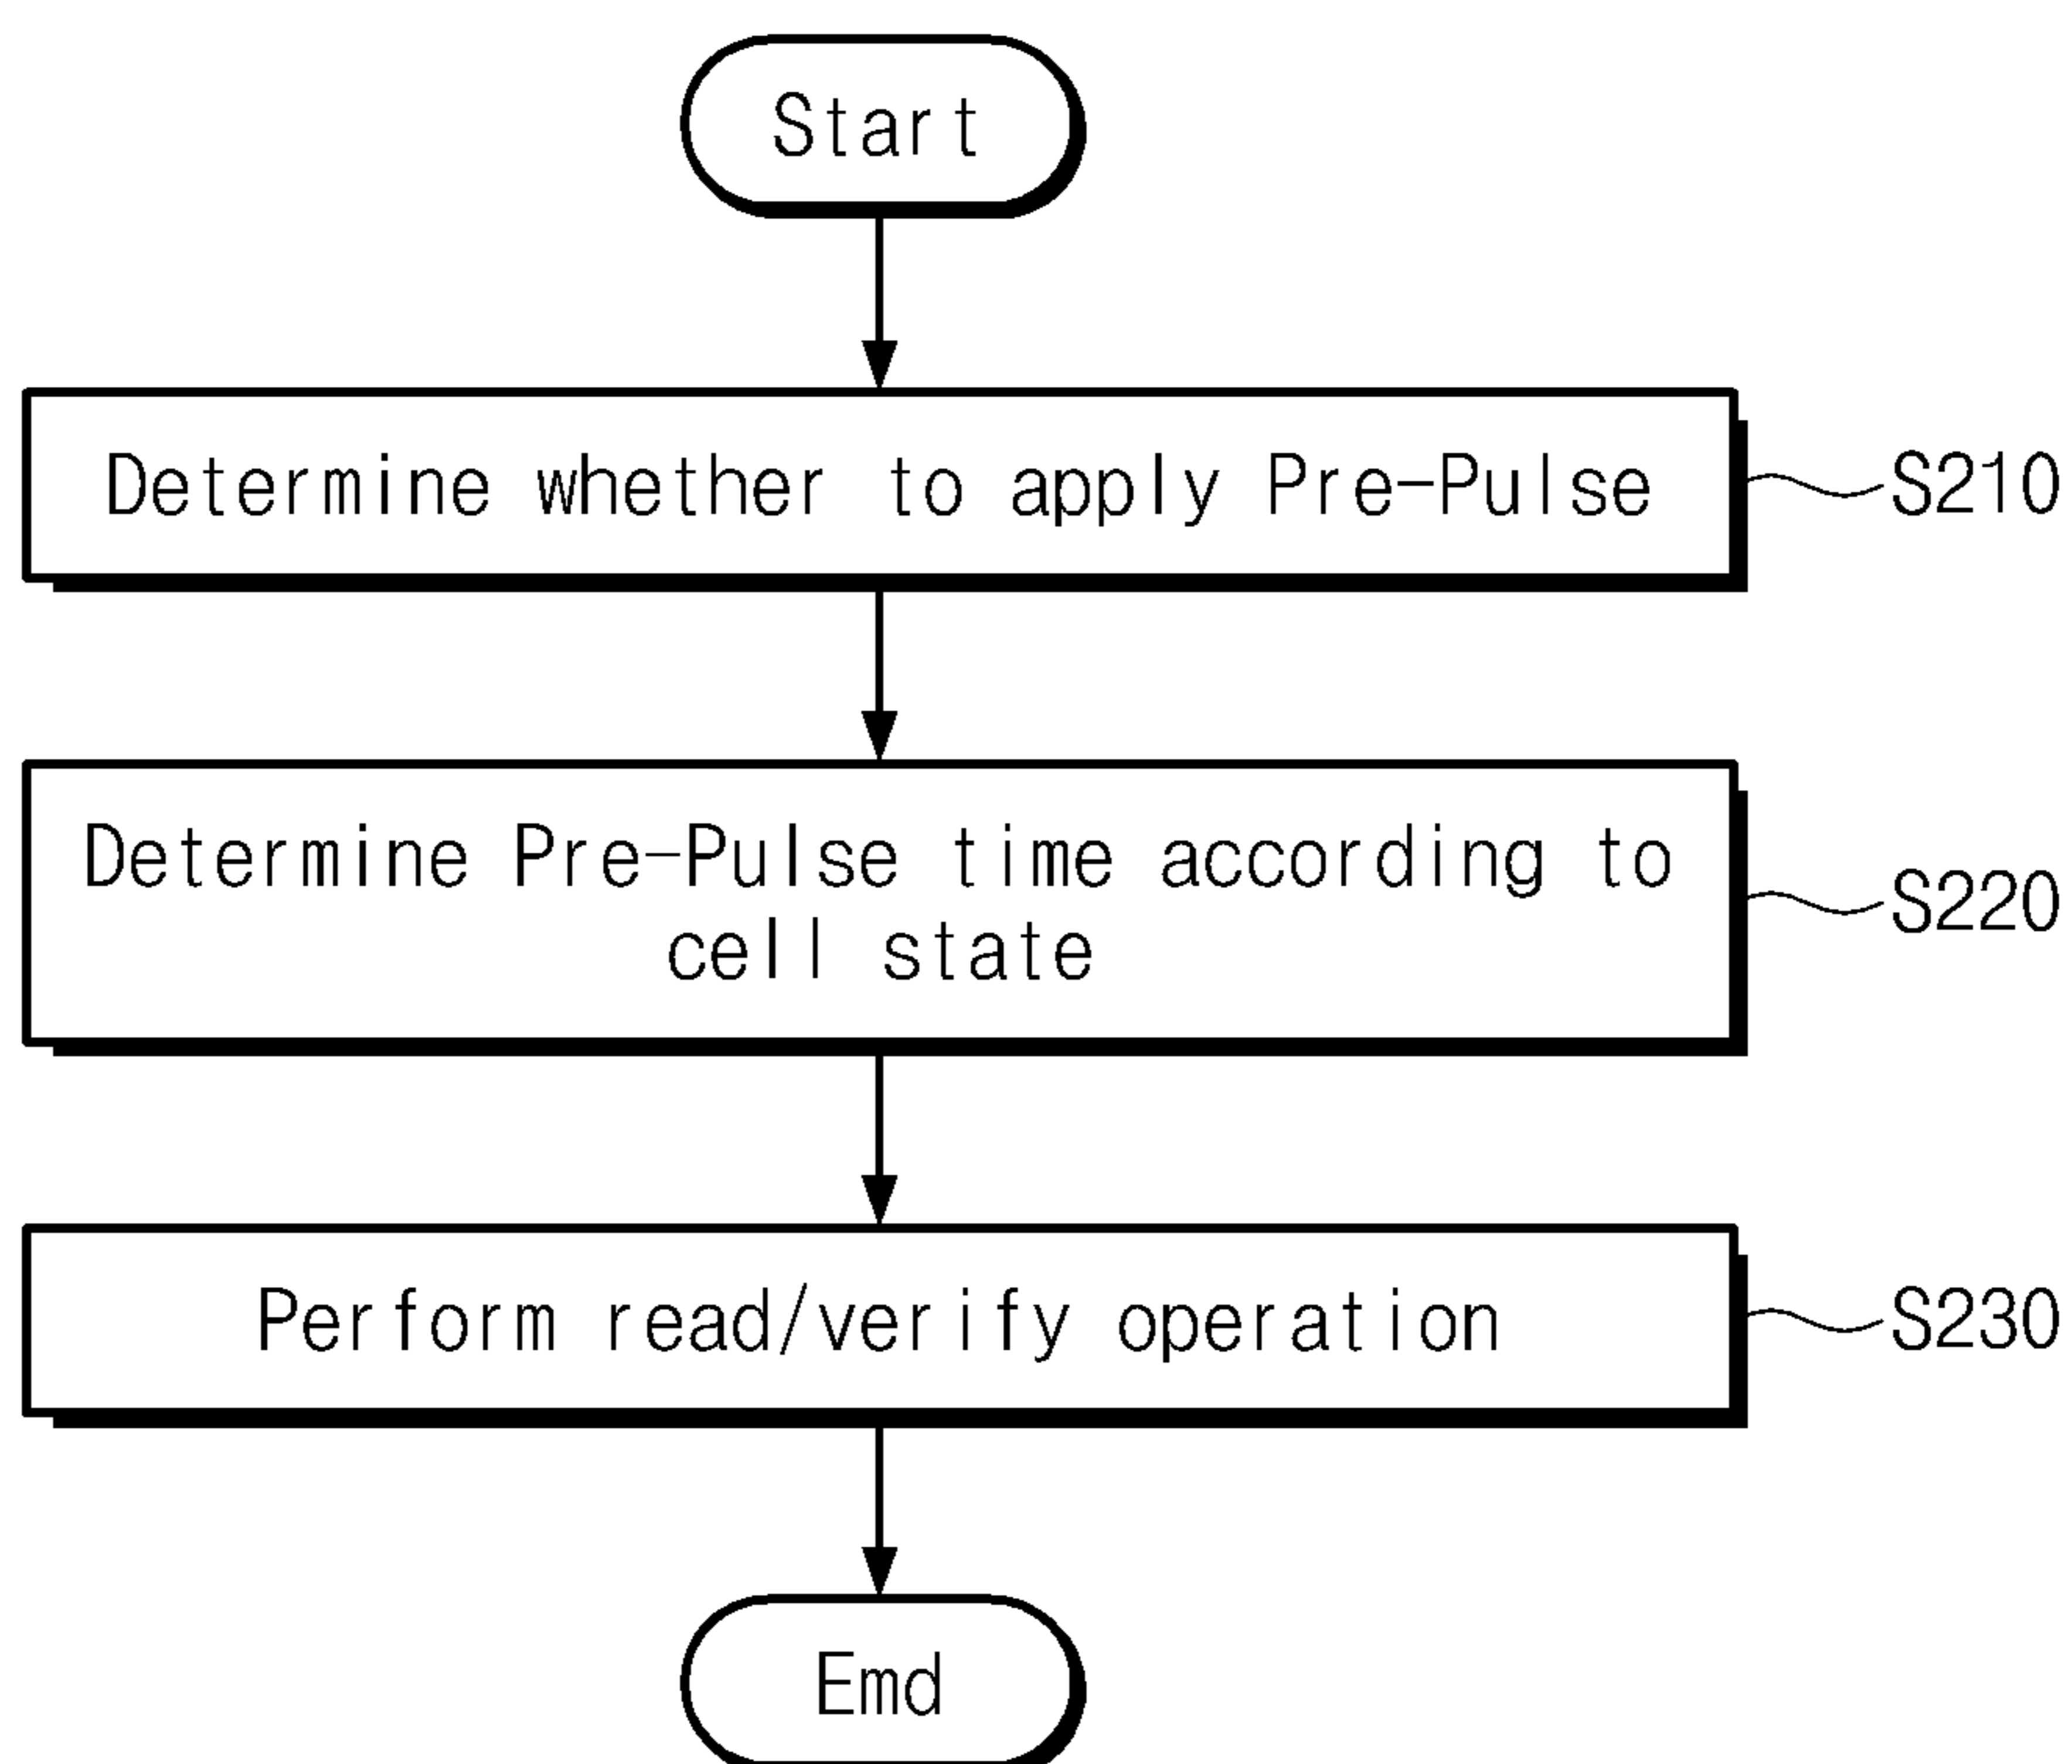 Start
Determine whether to apply Pre-Pulse
S210
Determine Pre-Pulse time according to
cell state
S220
Perform read/verify operation
S230
Emd